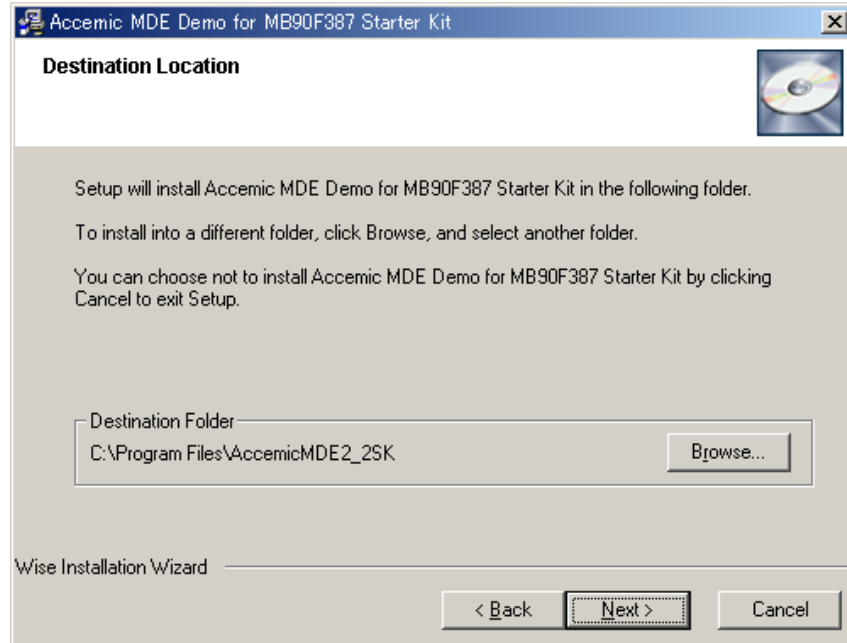 Accemic MDE Demo for MB90F387 Starter Kit
Destination Location
Setup will install Accemic MDE Demo for MB90F387 Starter Kit in the following folder.
To install into a different folder, click Browse, and select another folder.
You can choose not to install Accemic MDE Demo for MB90F387 Starter Kit by clicking
Cancel to exit Setup.
Destination Folder
C:\Program Files\AccemicMDE2_2SK
Browse...
Wise Installation Wizard
< Back
Next >
Cancel